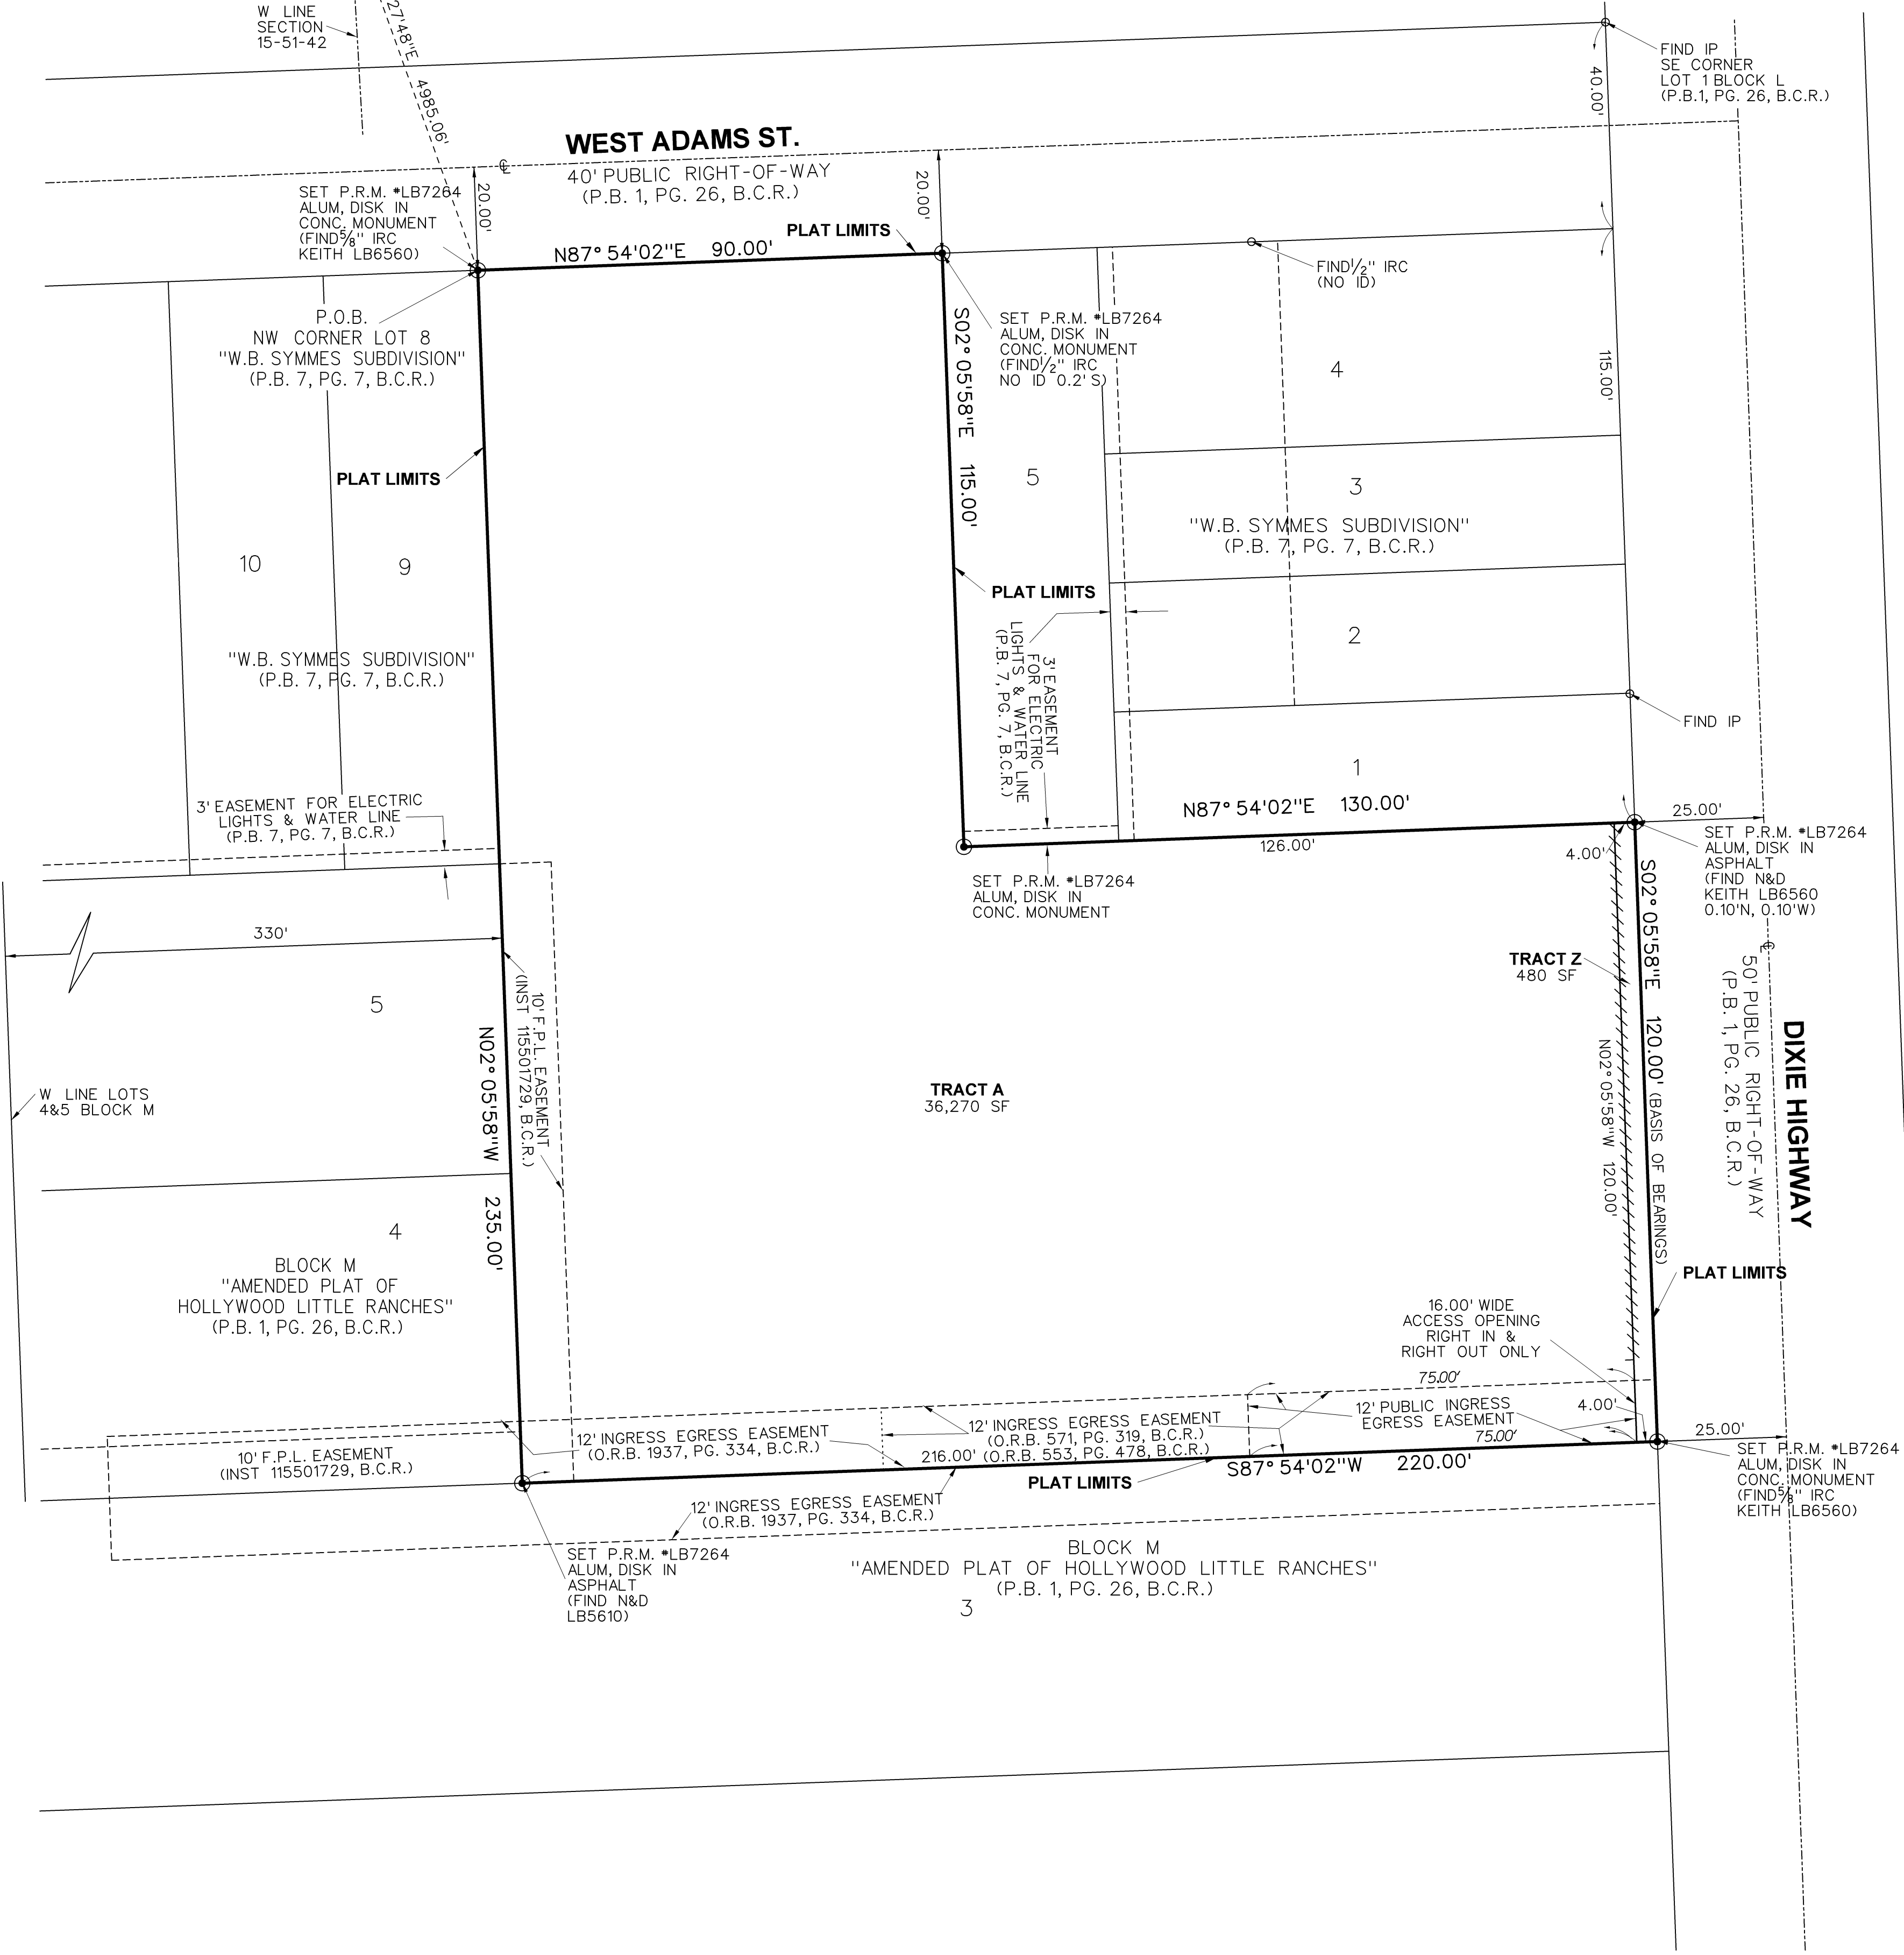 W LINE
SECTION
15-51-42
27'48"E 4985.06'
FIND IP
SE CORNER
LOT 1 BLOCK L
(P.B.1, PG. 26, B.C.R.)
40.00'
WEST ADAMS ST.
40' PUBLIC RIGHT-OF-WAY
(P.B. 1, PG. 26, B.C.R.)
SET P.R.M. #LB7264
ALUM, DISK IN
CONC. MONUMENT
(FIND 5/8" IRC
KEITH LB6560)
20.00'
20.00'
PLAT LIMITS
N87°54'02"E 90.00'
FIND 1/2" IRC
(NO ID)
P.O.B.
NW CORNER LOT 8
"W.B. SYMMES SUBDIVISION"
(P.B. 7, PG. 7, B.C.R.)
SET P.R.M. #LB7264
ALUM, DISK IN
CONC. MONUMENT
(FIND 1/2" IRC
NO ID 0.2' S)
S02°05'58"E 115.00'
4
115.00'
PLAT LIMITS
5
3
"W.B. SYMMES SUBDIVISION"
(P.B. 7, PG. 7, B.C.R.)
10
9
PLAT LIMITS
2
"W.B. SYMMES SUBDIVISION"
(P.B. 7, PG. 7, B.C.R.)
3' EASEMENT
FOR ELECTRIC
LIGHTS & WATER LINE
(P.B. 7, PG. 7, B.C.R.)
FIND IP
1
N87°54'02"E 130.00'
3' EASEMENT FOR ELECTRIC
LIGHTS & WATER LINE
(P.B. 7, PG. 7, B.C.R.)
126.00'
4.00'
25.00'
SET P.R.M. #LB7264
ALUM, DISK IN
ASPHALT
(FIND N&D
KEITH LB6560
0.10'N, 0.10'W)
SET P.R.M. #LB7264
ALUM, DISK IN
CONC. MONUMENT
330'
TRACT Z
480 SF
S02°05'58"E 120.00' (BASIS OF BEARINGS)
N02°05'58"W 120.00'
50' PUBLIC RIGHT-OF-WAY
(P.B. 1, PG. 26, B.C.R.)
DIXIE HIGHWAY
5
10' F.P.L. EASEMENT
(INST 115501729, B.C.R.)
N02°05'58"W 235.00'
W LINE LOTS
4&5 BLOCK M
TRACT A
36,270 SF
4
BLOCK M
"AMENDED PLAT OF
HOLLYWOOD LITTLE RANCHES"
(P.B. 1, PG. 26, B.C.R.)
PLAT LIMITS
16.00' WIDE
ACCESS OPENING
RIGHT IN &
RIGHT OUT ONLY
75.00'
12' PUBLIC INGRESS
EGRESS EASEMENT
4.00'
75.00'
25.00'
12' INGRESS EGRESS EASEMENT
(O.R.B. 571, PG. 319, B.C.R.)
(O.R.B. 553, PG. 478, B.C.R.)
216.00'
12' INGRESS EGRESS EASEMENT
(O.R.B. 1937, PG. 334, B.C.R.)
10' F.P.L. EASEMENT
(INST 115501729, B.C.R.)
S87°54'02"W 220.00'
PLAT LIMITS
SET P.R.M. #LB7264
ALUM, DISK IN
CONC. MONUMENT
(FIND 5/8" IRC
KEITH LB6560)
12' INGRESS EGRESS EASEMENT
(O.R.B. 1937, PG. 334, B.C.R.)
SET P.R.M. #LB7264
ALUM, DISK IN
ASPHALT
(FIND N&D
LB5610)
BLOCK M
"AMENDED PLAT OF HOLLYWOOD LITTLE RANCHES"
(P.B. 1, PG. 26, B.C.R.)
3